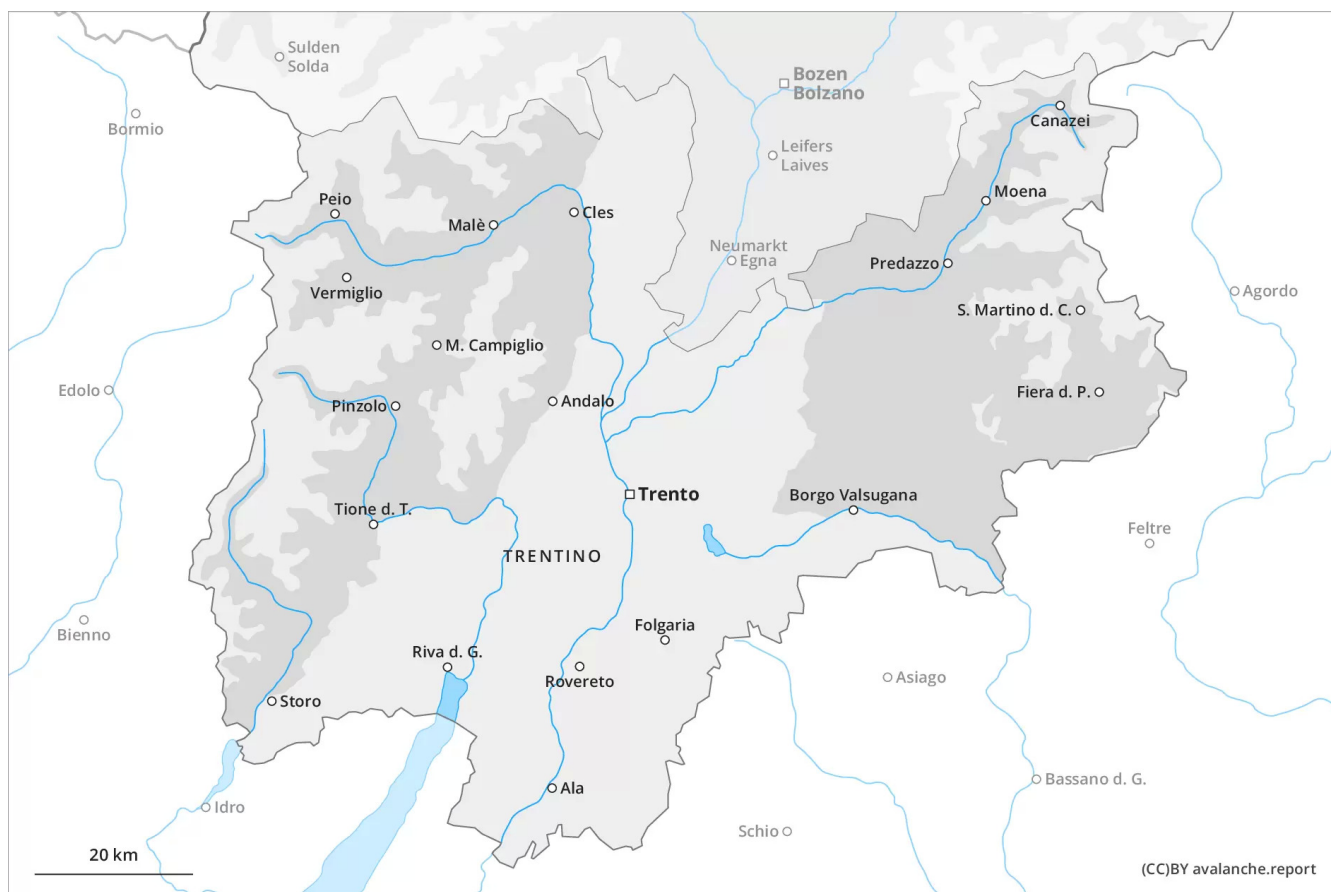 Sulden
Solda
Bozen
Bolzano
Bormio
Canazei
Leifers
Laives
Peio
Moena
Malè
Cles
Neumarkt
Egna
Predazzo
Vermiglio
Agordo
S. Martino d. C.
M. Campiglio
Edolo
Fiera d. P.
Pinzolo
Andalo
Trento
Borgo Valsugana
Tione d. T.
Feltre
TRENTINO
Bienno
Folgaria
Riva d. G.
Rovereto
Asiago
Storo
Bassano d. G.
Ala
Idro
Schio
20 km
(CC)BY avalanche.report